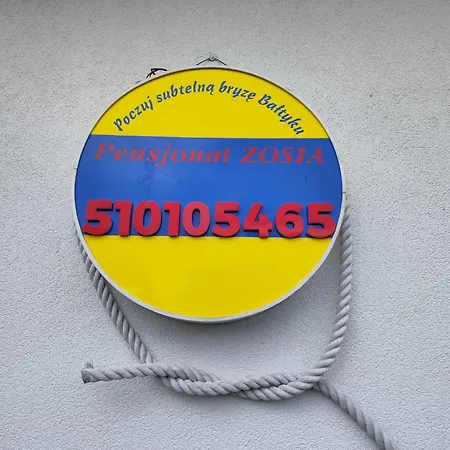 Poczuj subtelną bryzę Bałtyku
Pensjonat ZOSIA
510105465